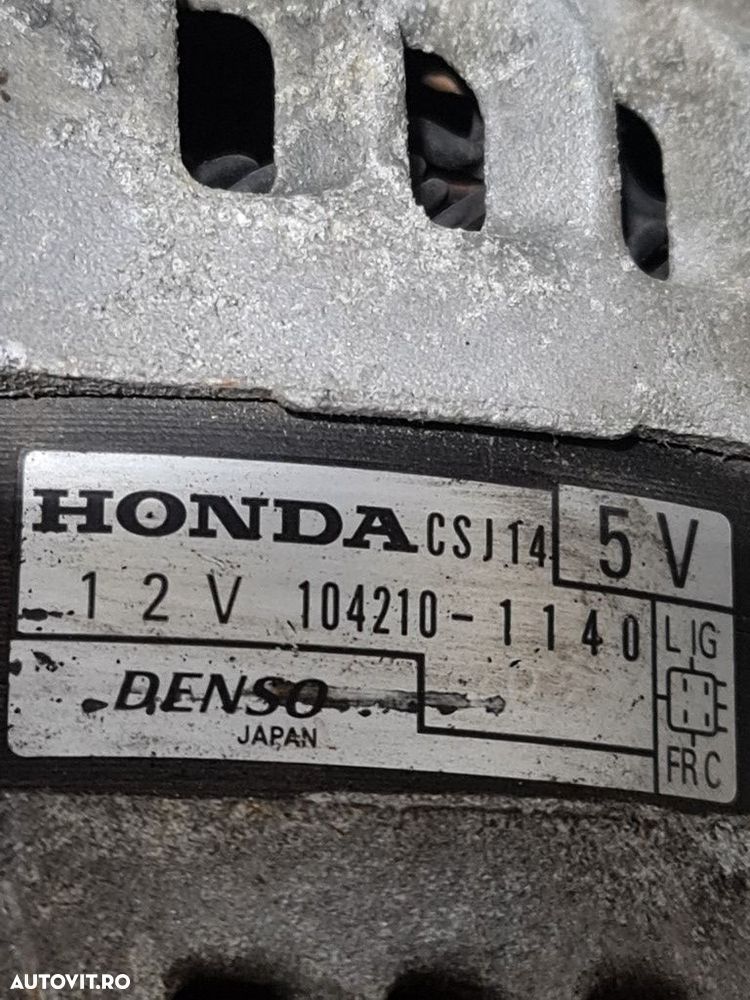 HONDA CSJ14 5V
12V 104210-1140
L IG
DENSO
JAPAN
FR C
AUTOVIT.RO